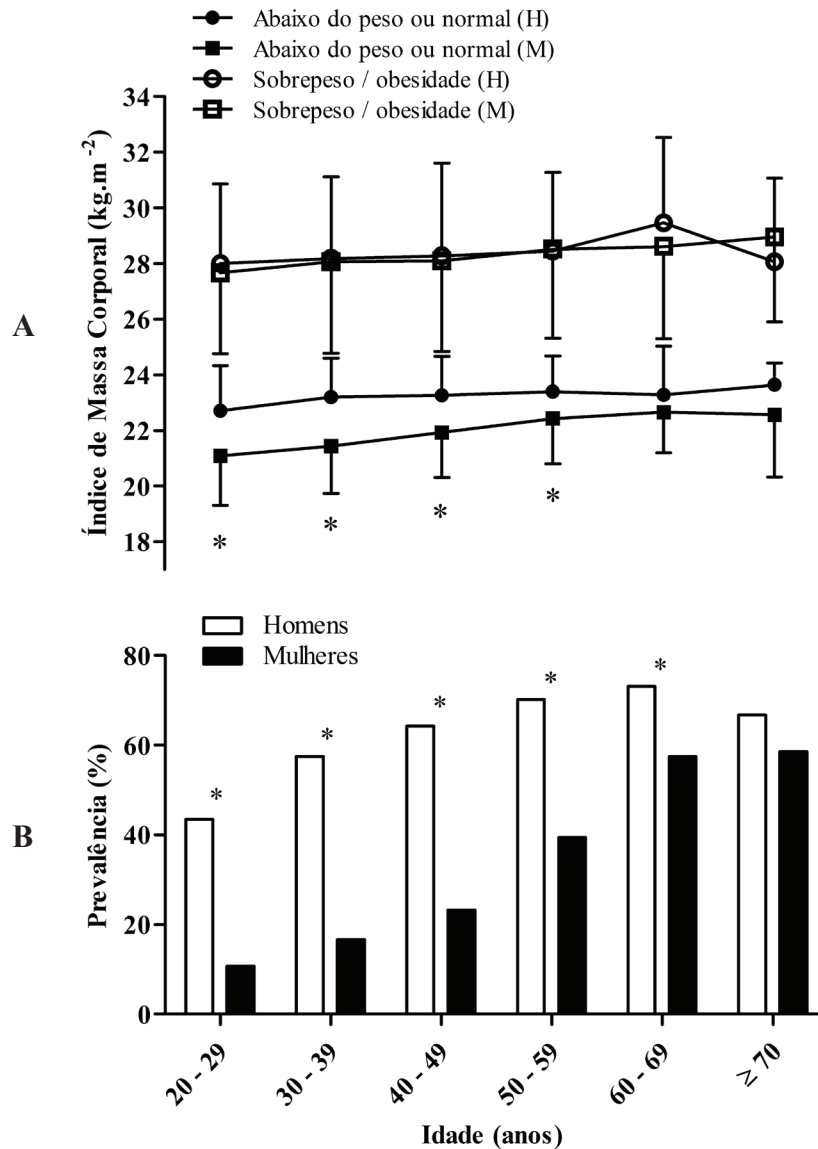 Abaixo do peso ou normal (H)
Abaixo do peso ou normal (M)
Sobrepeso / obesidade (H)
Sobrepeso / obesidade (M)
A
Índice de Massa Corporal (kg.m-2)
34
32
30
28
26
24
22
20
18
* * * *
B
Homens
Mulheres
Prevalência (%)
80
60
40
20
0
* * * * *
20 - 29
30 - 39
40 - 49
50 - 59
60 - 69
≥ 70
Idade (anos)